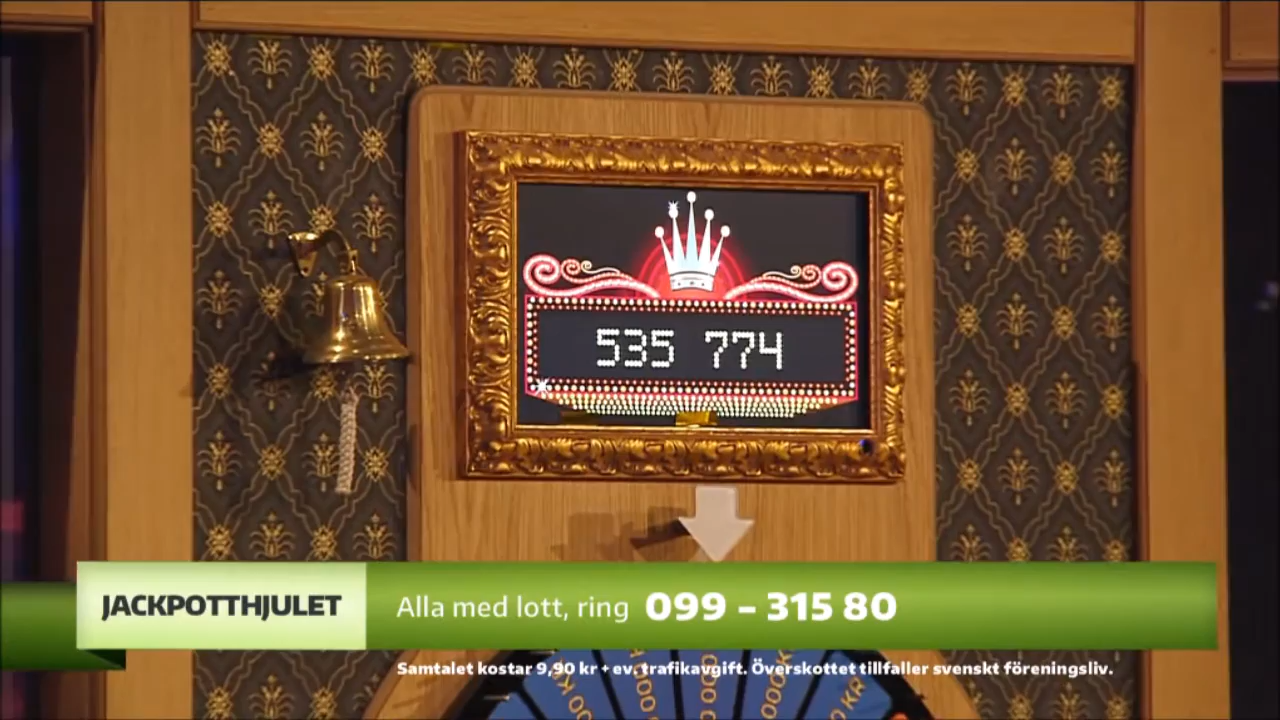 535 774
JACKPOTTHJULET
Alla med lott, ring 099 – 315 80
Samtalet kostar 9,90 kr + ev. trafikavgift. Överskottet tillfaller svenskt föreningsliv.